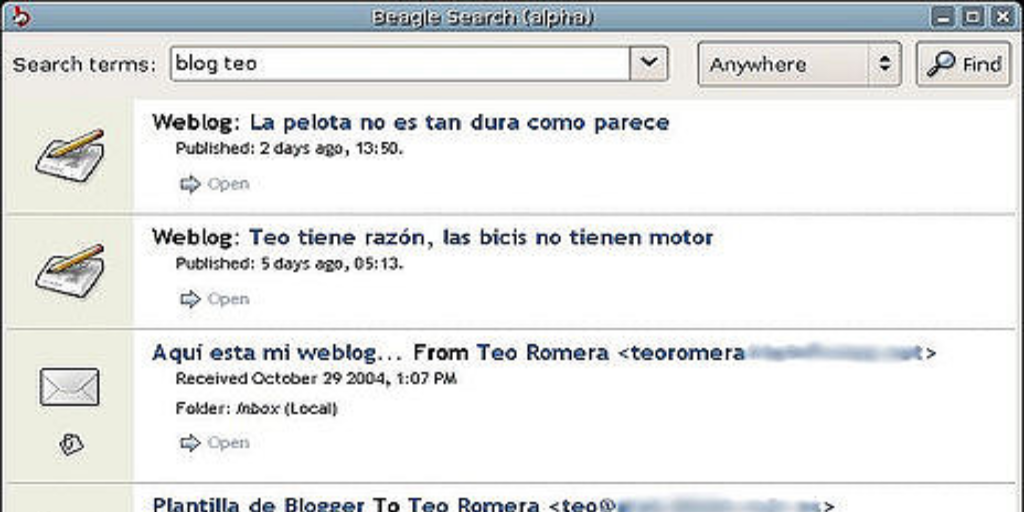 Beagle Search (alpha)
Search terms: blog teo Anywhere Find
Weblog: La pelota no es tan dura como parece
Published: 2 days ago, 13:50.
Open
Weblog: Teo tiene razón, las bicis no tienen motor
Published: 5 days ago, 05:13.
Open
Aquí esta mi weblog... From Teo Romera <teoromera >
Received October 29 2004, 1:07 PM
Folder: Inbox (Local)
Open
Plantilla de Blogger To Teo Romera <teo@ >